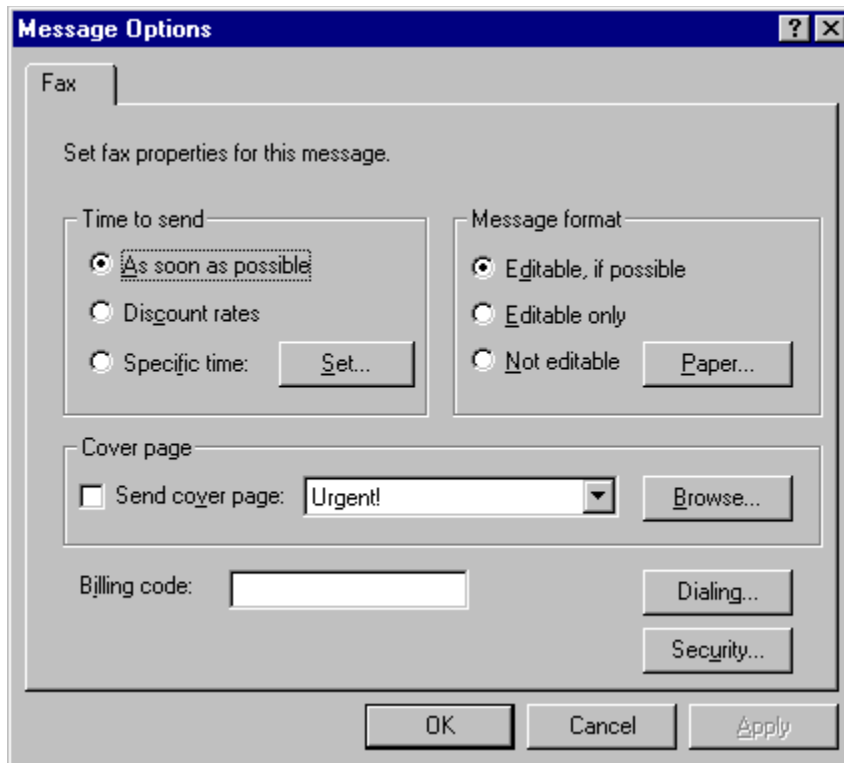 Message Options
Fax
Set fax properties for this message.
Time to send
As soon as possible
Discount rates
Specific time: Set...
Message format
Editable, if possible
Editable only
Not editable Paper...
Cover page
Send cover page: Urgent! Browse...
Billing code: Dialing...
Security...
OK Cancel Apply